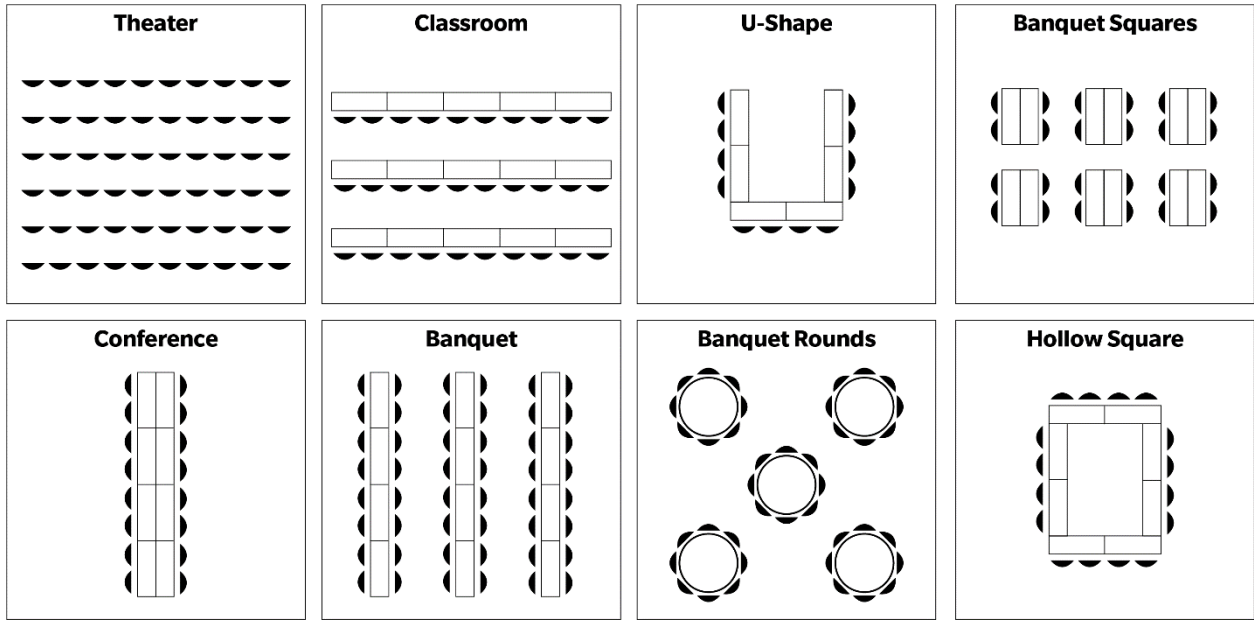 Theater
Classroom
U-Shape
Banquet Squares
Conference
Banquet
Banquet Rounds
Hollow Square